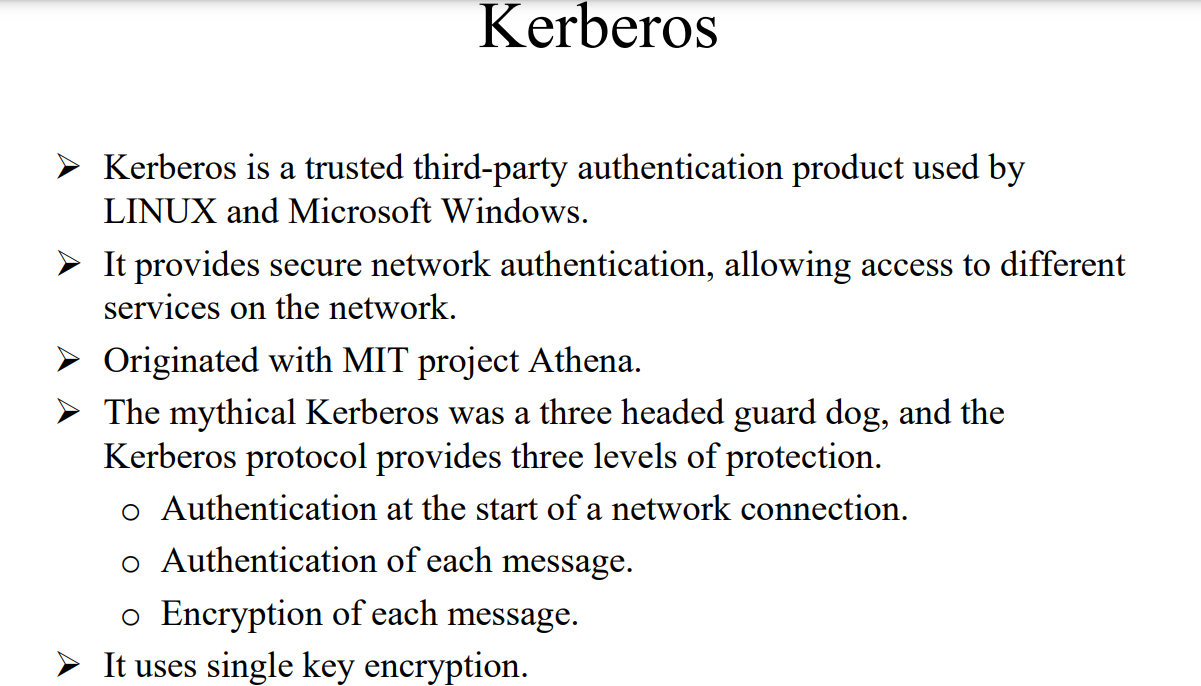 Kerberos
➤ Kerberos is a trusted third-party authentication product used by
LINUX and Microsoft Windows.
➤ It provides secure network authentication, allowing access to different
services on the network.
➤ Originated with MIT project Athena.
➤ The mythical Kerberos was a three headed guard dog, and the
Kerberos protocol provides three levels of protection.
o Authentication at the start of a network connection.
o Authentication of each message.
o Encryption of each message.
➤ It uses single key encryption.